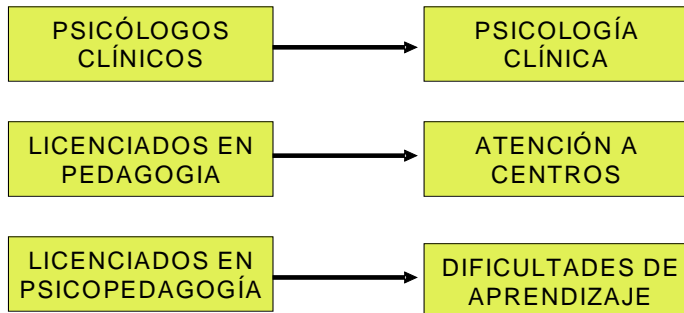 PSICÓLOGOS
CLÍNICOS
PSICOLOGÍA
CLÍNICA
LICENCIADOS EN
PEDAGOGIA
ATENCIÓN A
CENTROS
LICENCIADOS EN
PSICOPEDAGOGÍA
DIFICULTADES DE
APRENDIZAJE